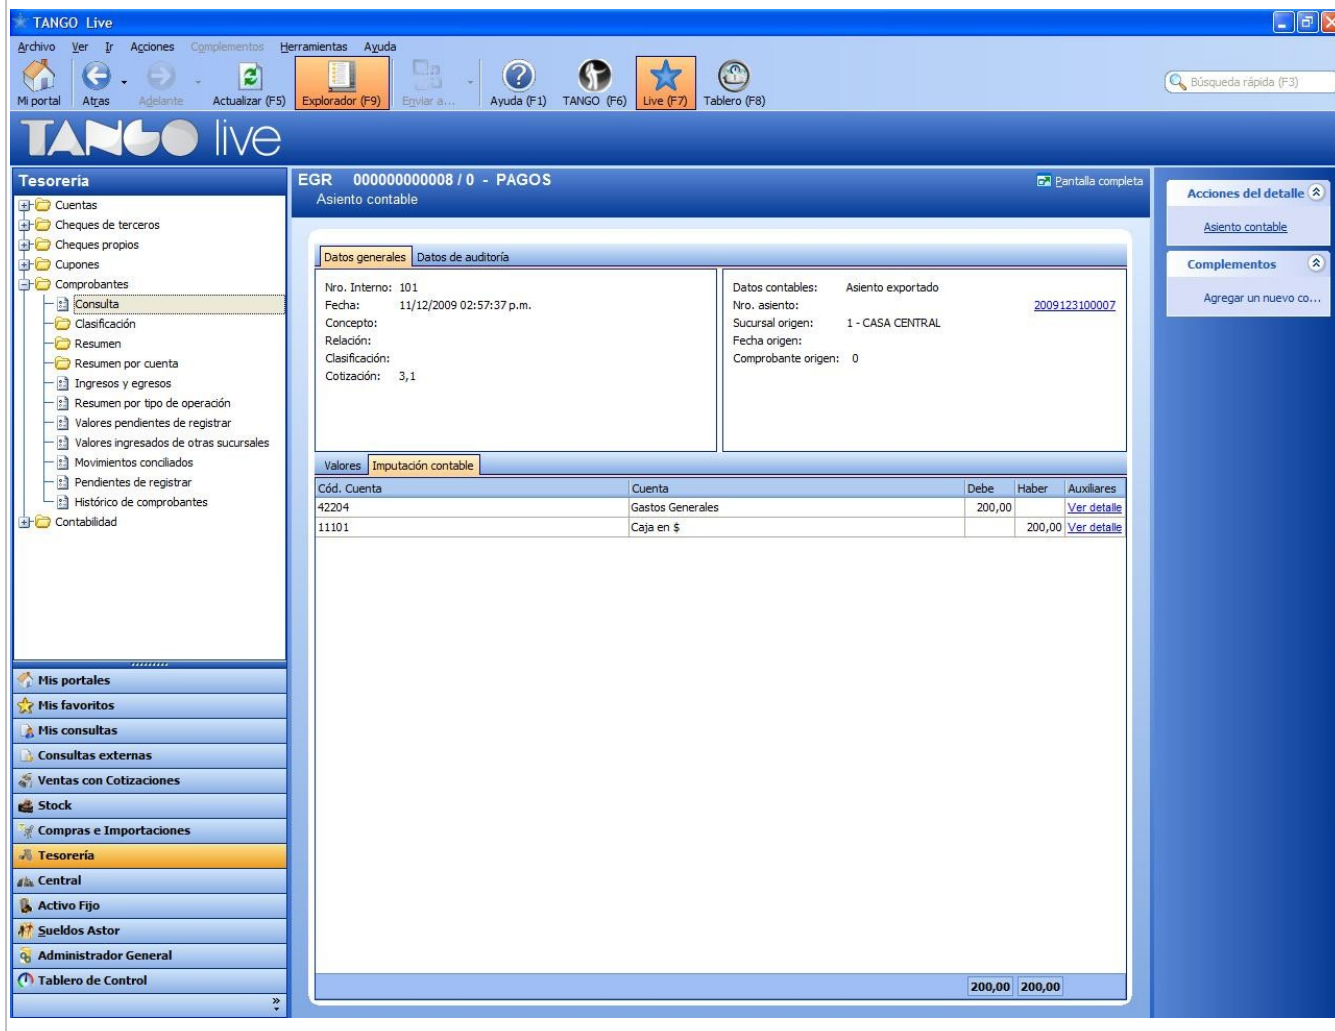 TANGO Live
Archivo Ver Ir Acciones Complementos Herramientas Ayuda
Mi portal Atras Adelante Actualizar (F5) Explorador (F9) Enviar a... Ayuda (F1) TANGO (F6) Live (F7) Tablero (F8)
Búsqueda rápida (F3)
TANGO live
Tesorería
Cuentas
Cheques de terceros
Cheques propios
Cupones
Comprobantes
Consulta
Clasificación
Resumen
Resumen por cuenta
Ingresos y egresos
Resumen por tipo de operación
Valores pendientes de registrar
Valores ingresados de otras sucursales
Movimientos conciliados
Pendientes de registrar
Histórico de comprobantes
Contabilidad
Mis portales
Mis favoritos
Mis consultas
Consultas externas
Ventas con Cotizaciones
Stock
Compras e Importaciones
Tesorería
Central
Activo Fijo
Sueldos Astor
Administrador General
Tablero de Control
EGR 000000000008 / 0 - PAGOS
Pantalla completa
Asiento contable
Datos generales Datos de auditoría
Nro. Interno: 101
Fecha: 11/12/2009 02:57:37 p.m.
Concepto:
Relación:
Clasificación:
Cotización: 3,1
Datos contables: Asiento exportado
Nro. asiento: 2009123100007
Sucursal origen: 1 - CASA CENTRAL
Fecha origen:
Comprobante origen: 0
Valores Imputación contable
Cód. Cuenta Cuenta Debe Haber Auxiliares
42204 Gastos Generales 200,00 Ver detalle
11101 Caja en $ 200,00 Ver detalle
200,00 200,00
Acciones del detalle
Asiento contable
Complementos
Agregar un nuevo co...